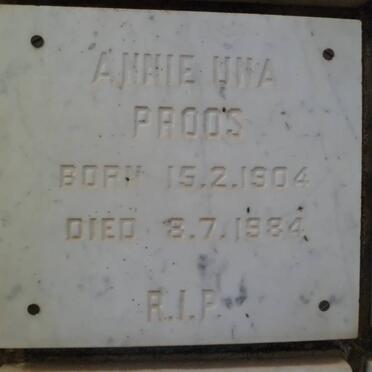 ANNIE UNA
PROOS
BORN 15.2.1904
DIED 8.7.1984
R.I.P.